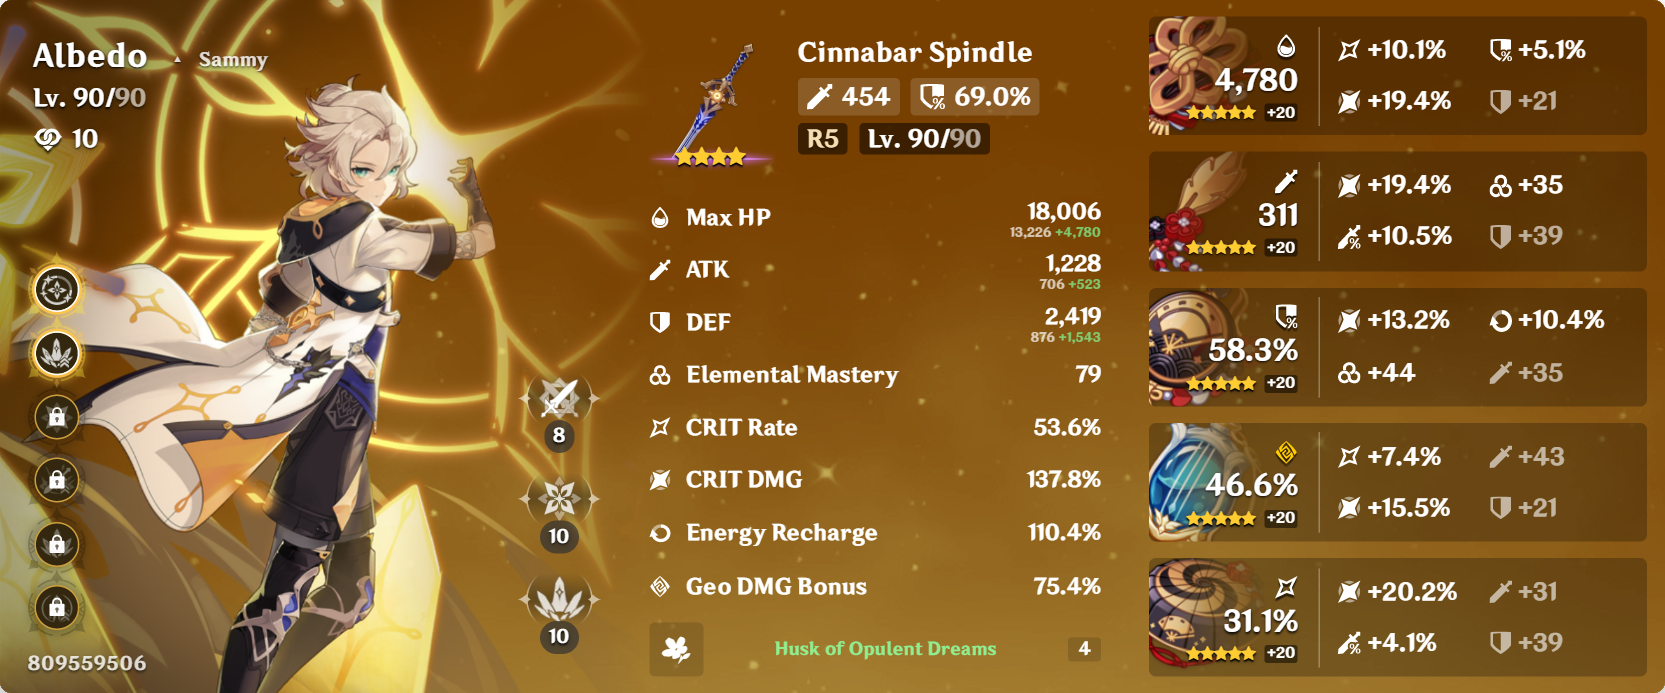 Albedo Sammy
Lv. 90/90
10
8
10
10
809559506
Cinnabar Spindle
454 69.0%
R5 Lv. 90/90
Max HP 18,006
13,226 +4,780
ATK 1,228
706 +523
DEF 2,419
876 +1,543
Elemental Mastery 79
CRIT Rate 53.6%
CRIT DMG 137.8%
Energy Recharge 110.4%
Geo DMG Bonus 75.4%
Husk of Opulent Dreams 4
4,780
+20
+10.1% +5.1%
+19.4% +21
311
+20
+19.4% +35
+10.5% +39
58.3%
+20
+13.2% +10.4%
+44 +35
46.6%
+20
+7.4% +43
+15.5% +21
31.1%
+20
+20.2% +31
+4.1% +39